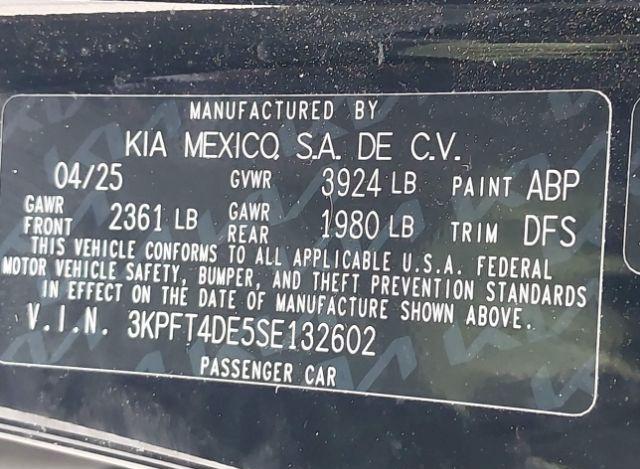 MANUFACTURED BY
KIA MEXICO, S.A. DE C.V.
04/25 GVWR 3924 LB PAINT ABP
GAWR FRONT 2361 LB GAWR REAR 1980 LB TRIM DFS
THIS VEHICLE CONFORMS TO ALL APPLICABLE U.S.A. FEDERAL
MOTOR VEHICLE SAFETY, BUMPER, AND THEFT PREVENTION STANDARDS
IN EFFECT ON THE DATE OF MANUFACTURE SHOWN ABOVE.
V.I.N. 3KPFT4DE5SE132602
PASSENGER CAR